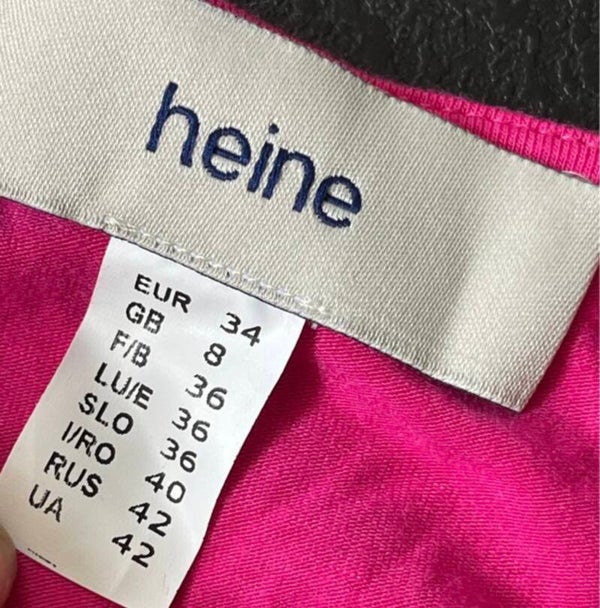 heine
EUR 34
GB 8
F/B 36
LU/E 36
SLO 36
I/RO 40
RUS 42
UA 42